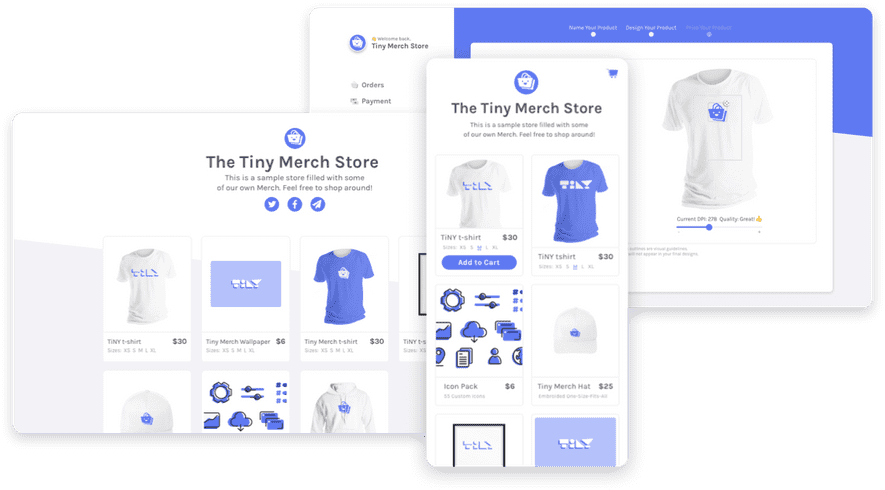 Welcome back,
Tiny Merch Store
Orders
Payment
Name Your Product
Design Your Product
Price Your Product
Current DPI: 278 Quality: Great!
The Tiny Merch Store
This is a sample store filled with some
of our own Merch. Feel free to shop around!
TiNY t-shirt $30
Sizes: XS S M L XL
Tiny Merch Wallpaper $6
Sizes: XS S M L XL
Tiny Merch t-shirt $30
Sizes: XS S M L XL
TiNY t-s
The Tiny Merch Store
This is a sample store filled with some
of our own Merch. Feel free to shop around!
TiNY
TiNY
TiNY t-shirt $30
Sizes: XS S M L XL
Add to Cart
TiNY tshirt $30
Sizes: XS S M L XL
Icon Pack $6
Tiny Merch Hat $25
TiNY
TiNY